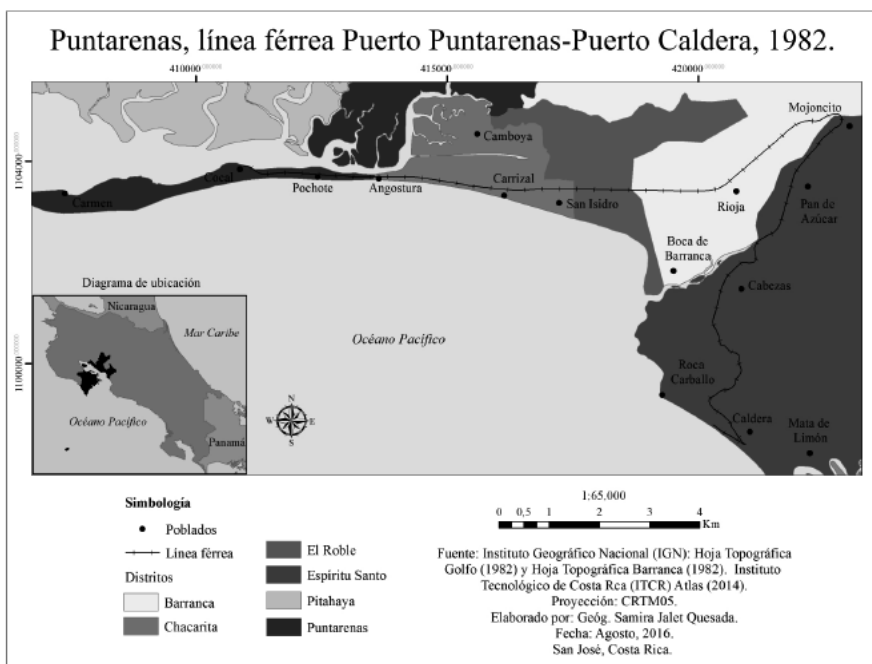 Puntarenas, línea férrea Puerto Puntarenas-Puerto Caldera, 1982.
410000,000000
415000,000000
420000,000000
1104000,000000
1100000,000000
Mojoncito
Camboya
Cocal
Pochote
Angostura
Carrizal
Carmen
San Isidro
Rioja
Pan de
Azúcar
Boca de
Barranca
Cabezas
Océano Pacífico
Roca
Carballo
Caldera
Mata de
Limón
Diagrama de ubicación
Nicaragua
Mar Caribe
Océano Pacífico
Panamá
N
W E
S
Simbología
Poblados
Línea férrea
Distritos
Barranca
Chacarita
El Roble
Espíritu Santo
Pitahaya
Puntarenas
1:65.000
0 0,5 1 2 3 4
Km
Fuente: Instituto Geográfico Nacional (IGN): Hoja Topográfica
Golfo (1982) y Hoja Topográfica Barranca (1982). Instituto
Tecnológico de Costa Rca (ITCR) Atlas (2014).
Proyección: CRTM05.
Elaborado por: Geóg. Samira Jalet Quesada.
Fecha: Agosto, 2016.
San José, Costa Rica.